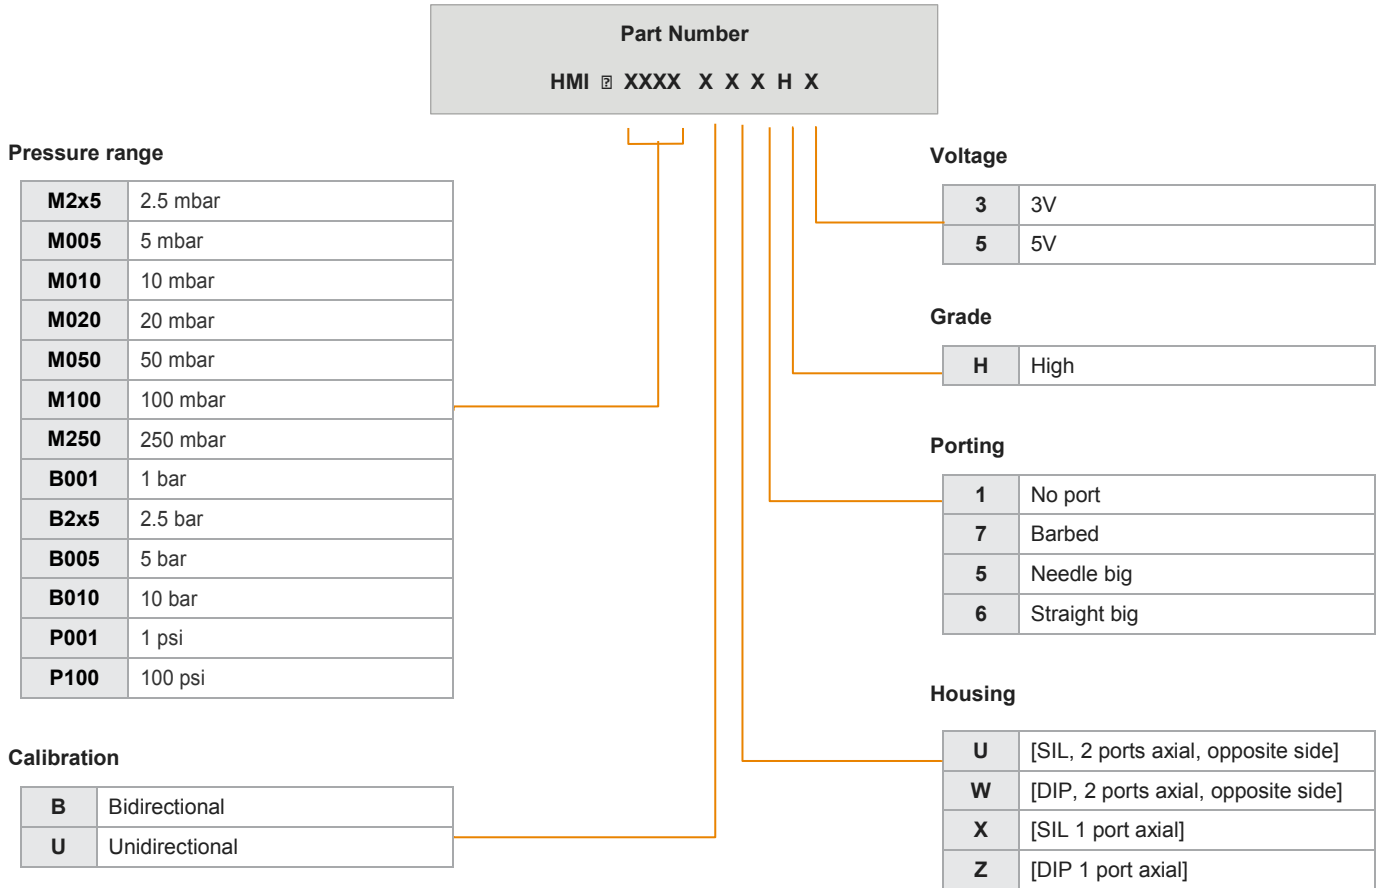 Part Number
HMI XXXX X X X H X
Pressure range
M2x5 2.5 mbar
M005 5 mbar
M010 10 mbar
M020 20 mbar
M050 50 mbar
M100 100 mbar
M250 250 mbar
B001 1 bar
B2x5 2.5 bar
B005 5 bar
B010 10 bar
P001 1 psi
P100 100 psi
Calibration
B Bidirectional
U Unidirectional
Voltage
3 3V
5 5V
Grade
H High
Porting
1 No port
7 Barbed
5 Needle big
6 Straight big
Housing
U [SIL, 2 ports axial, opposite side]
W [DIP, 2 ports axial, opposite side]
X [SIL 1 port axial]
Z [DIP 1 port axial]